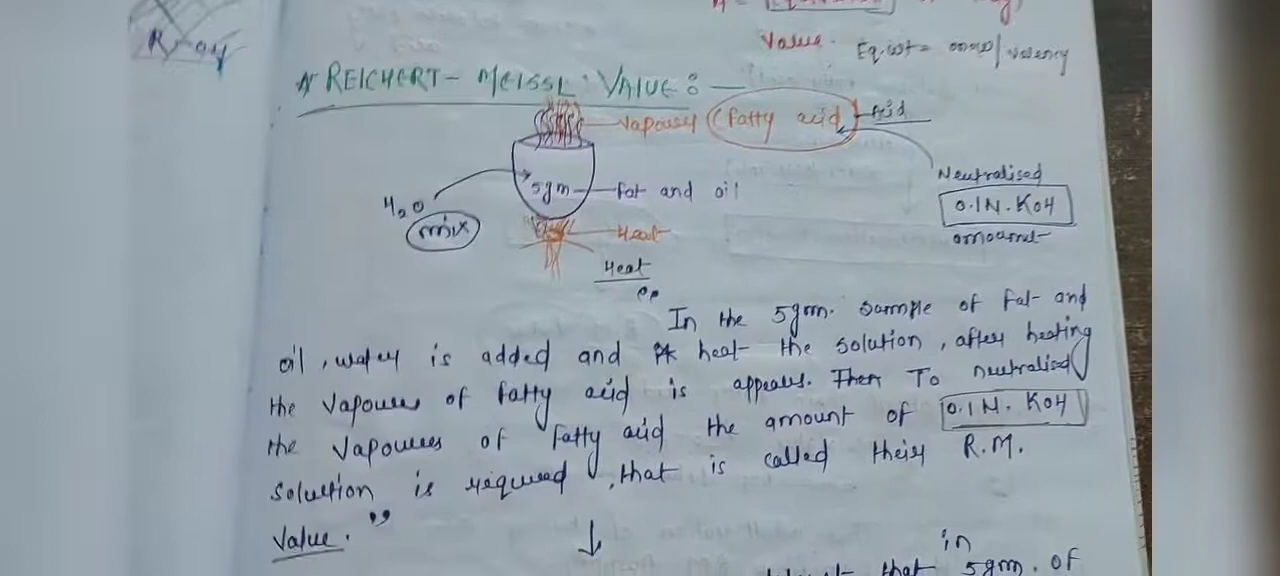 X-ray
Value. Eq.wt =
* REICHERT - MEISSL VALUE : —
Vapours (fatty acid) Acid
Neutralised
5gm fat and oil
0.1N. KOH
H2O
mix
Heat
amount
Heat
In the 5gm. sample of fat and
oil, water is added and heat the solution, after heating
the vapours of fatty acid is appears. Then To neutralised
the vapours of fatty acid the amount of 0.1N. KOH
solution is required, that is called their R.M.
Value. ”
in
that 5gm. of